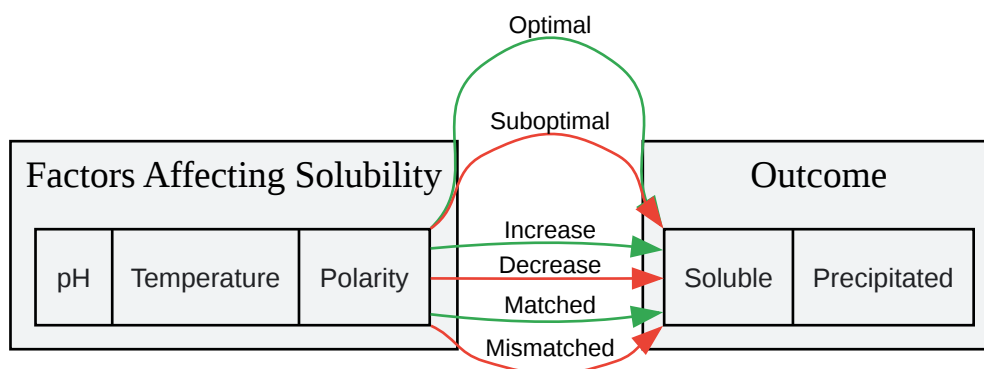 Optimal
Suboptimal
Factors Affecting Solubility
Outcome
Increase
pH
Temperature
Polarity
Decrease
Soluble
Precipitated
Matched
Mismatched